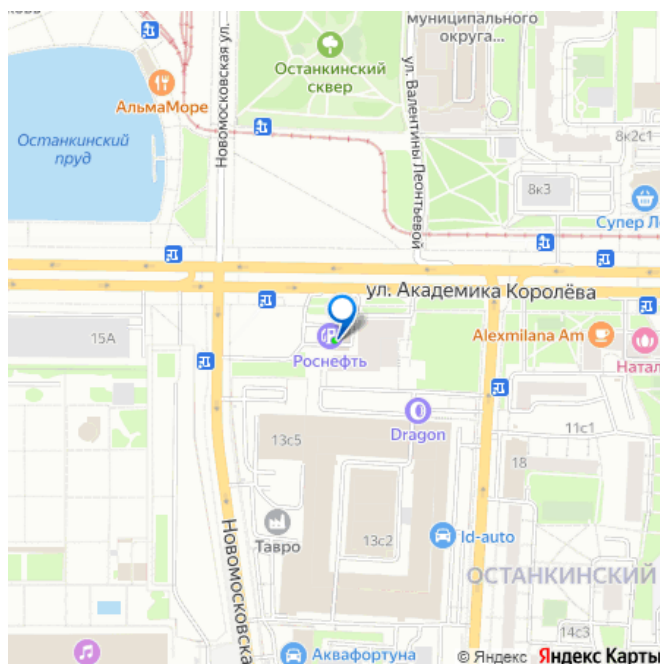 муниципального
округа...
Новомосковская ул.
Останкинский
сквер
ул. Валентины Леонтьевой
АльмаМоре
Останкинский
пруд
8к2с1
8к3
Супер Л
ул. Академика Королёва
15А
Роснефть
Alexmilana Am
Натал
Dragon
13с5
11с1
18
Новомосковска
Тавро
13с2
Id-auto
ОСТАНКИНСКИЙ
14с3
Аквафортуна
© Яндекс Яндекс Карты